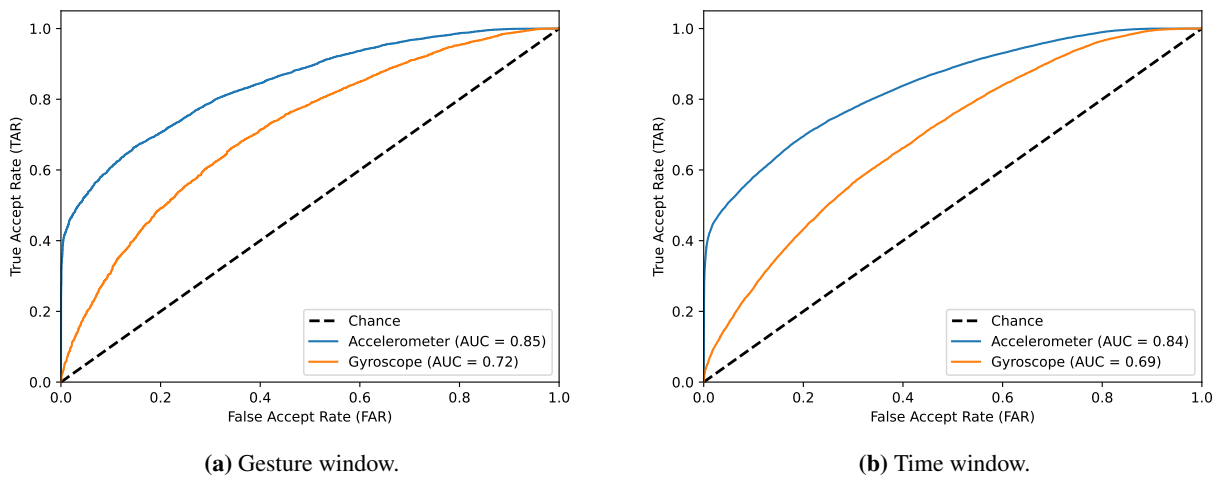 1.0
0.8
0.6
0.4
0.2
0.0
True Accept Rate (TAR)
0.0 0.2 0.4 0.6 0.8 1.0
False Accept Rate (FAR)
Chance
Accelerometer (AUC = 0.85)
Gyroscope (AUC = 0.72)
(a) Gesture window.
1.0
0.8
0.6
0.4
0.2
0.0
True Accept Rate (TAR)
0.0 0.2 0.4 0.6 0.8 1.0
False Accept Rate (FAR)
Chance
Accelerometer (AUC = 0.84)
Gyroscope (AUC = 0.69)
(b) Time window.